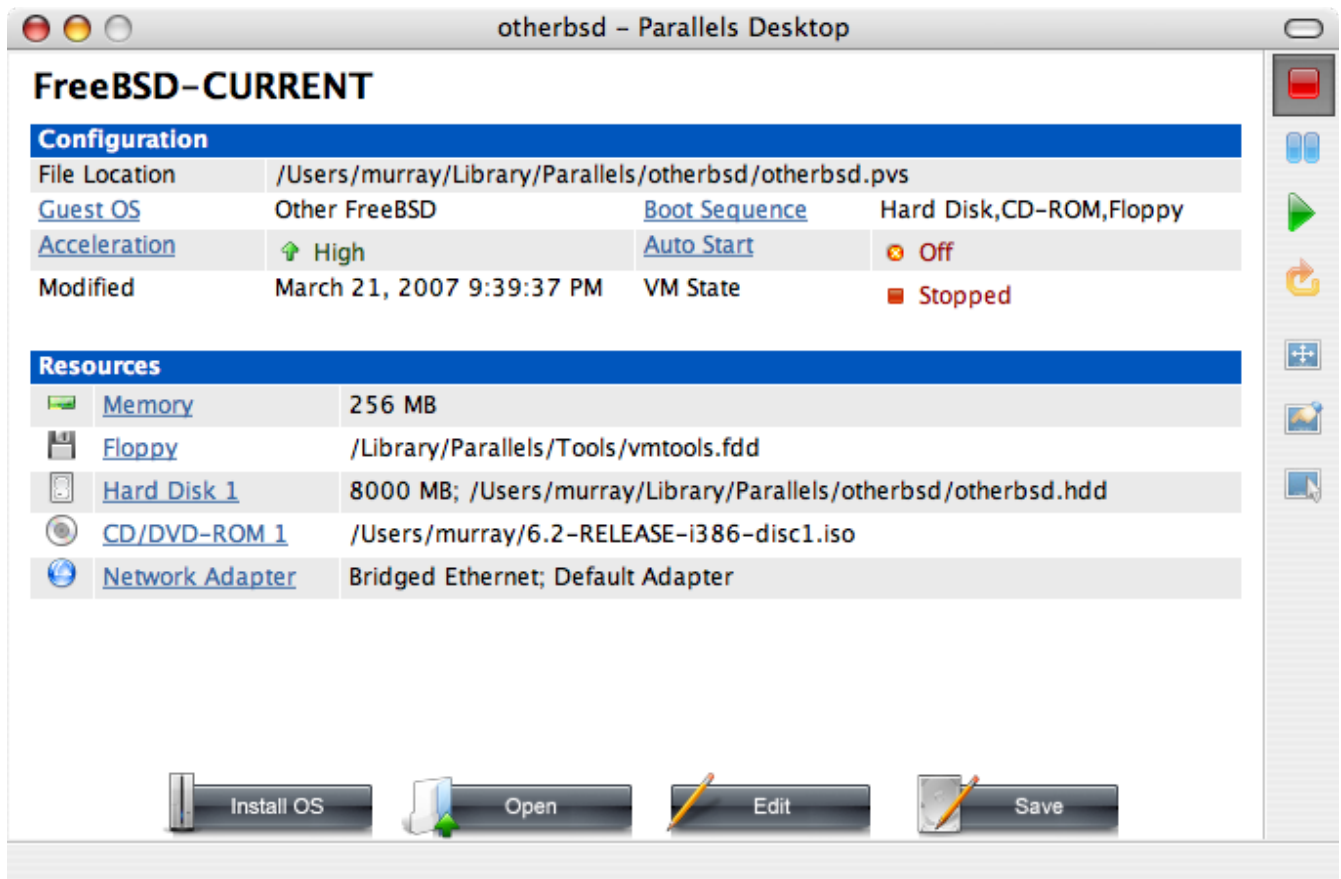 otherbsd – Parallels Desktop
FreeBSD-CURRENT
Configuration
File Location /Users/murray/Library/Parallels/otherbsd/otherbsd.pvs
Guest OS Other FreeBSD Boot Sequence Hard Disk,CD-ROM,Floppy
Acceleration High Auto Start Off
Modified March 21, 2007 9:39:37 PM VM State Stopped
Resources
Memory 256 MB
Floppy /Library/Parallels/Tools/vmtools.fdd
Hard Disk 1 8000 MB; /Users/murray/Library/Parallels/otherbsd/otherbsd.hdd
CD/DVD-ROM 1 /Users/murray/6.2-RELEASE-i386-disc1.iso
Network Adapter Bridged Ethernet; Default Adapter
Install OS Open Edit Save